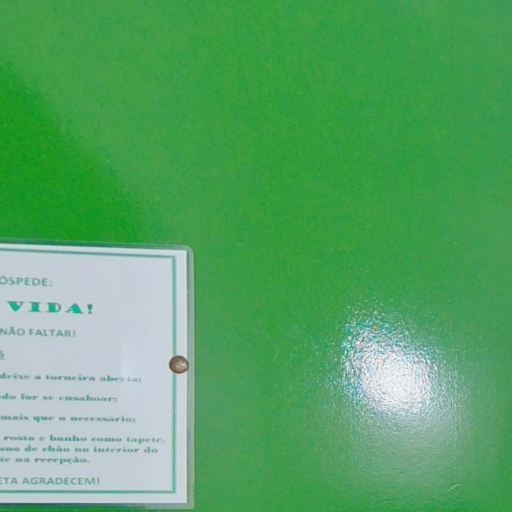 ÓSPEDE:
VIDA!
NÃO FALTAR!
S
deixe a torneira aberta;
do for se ensaboar;
mais que o necessário;
rosto e banho como tapete,
ano de chão no interior do
te na recepção.
ETA AGRADECEM!